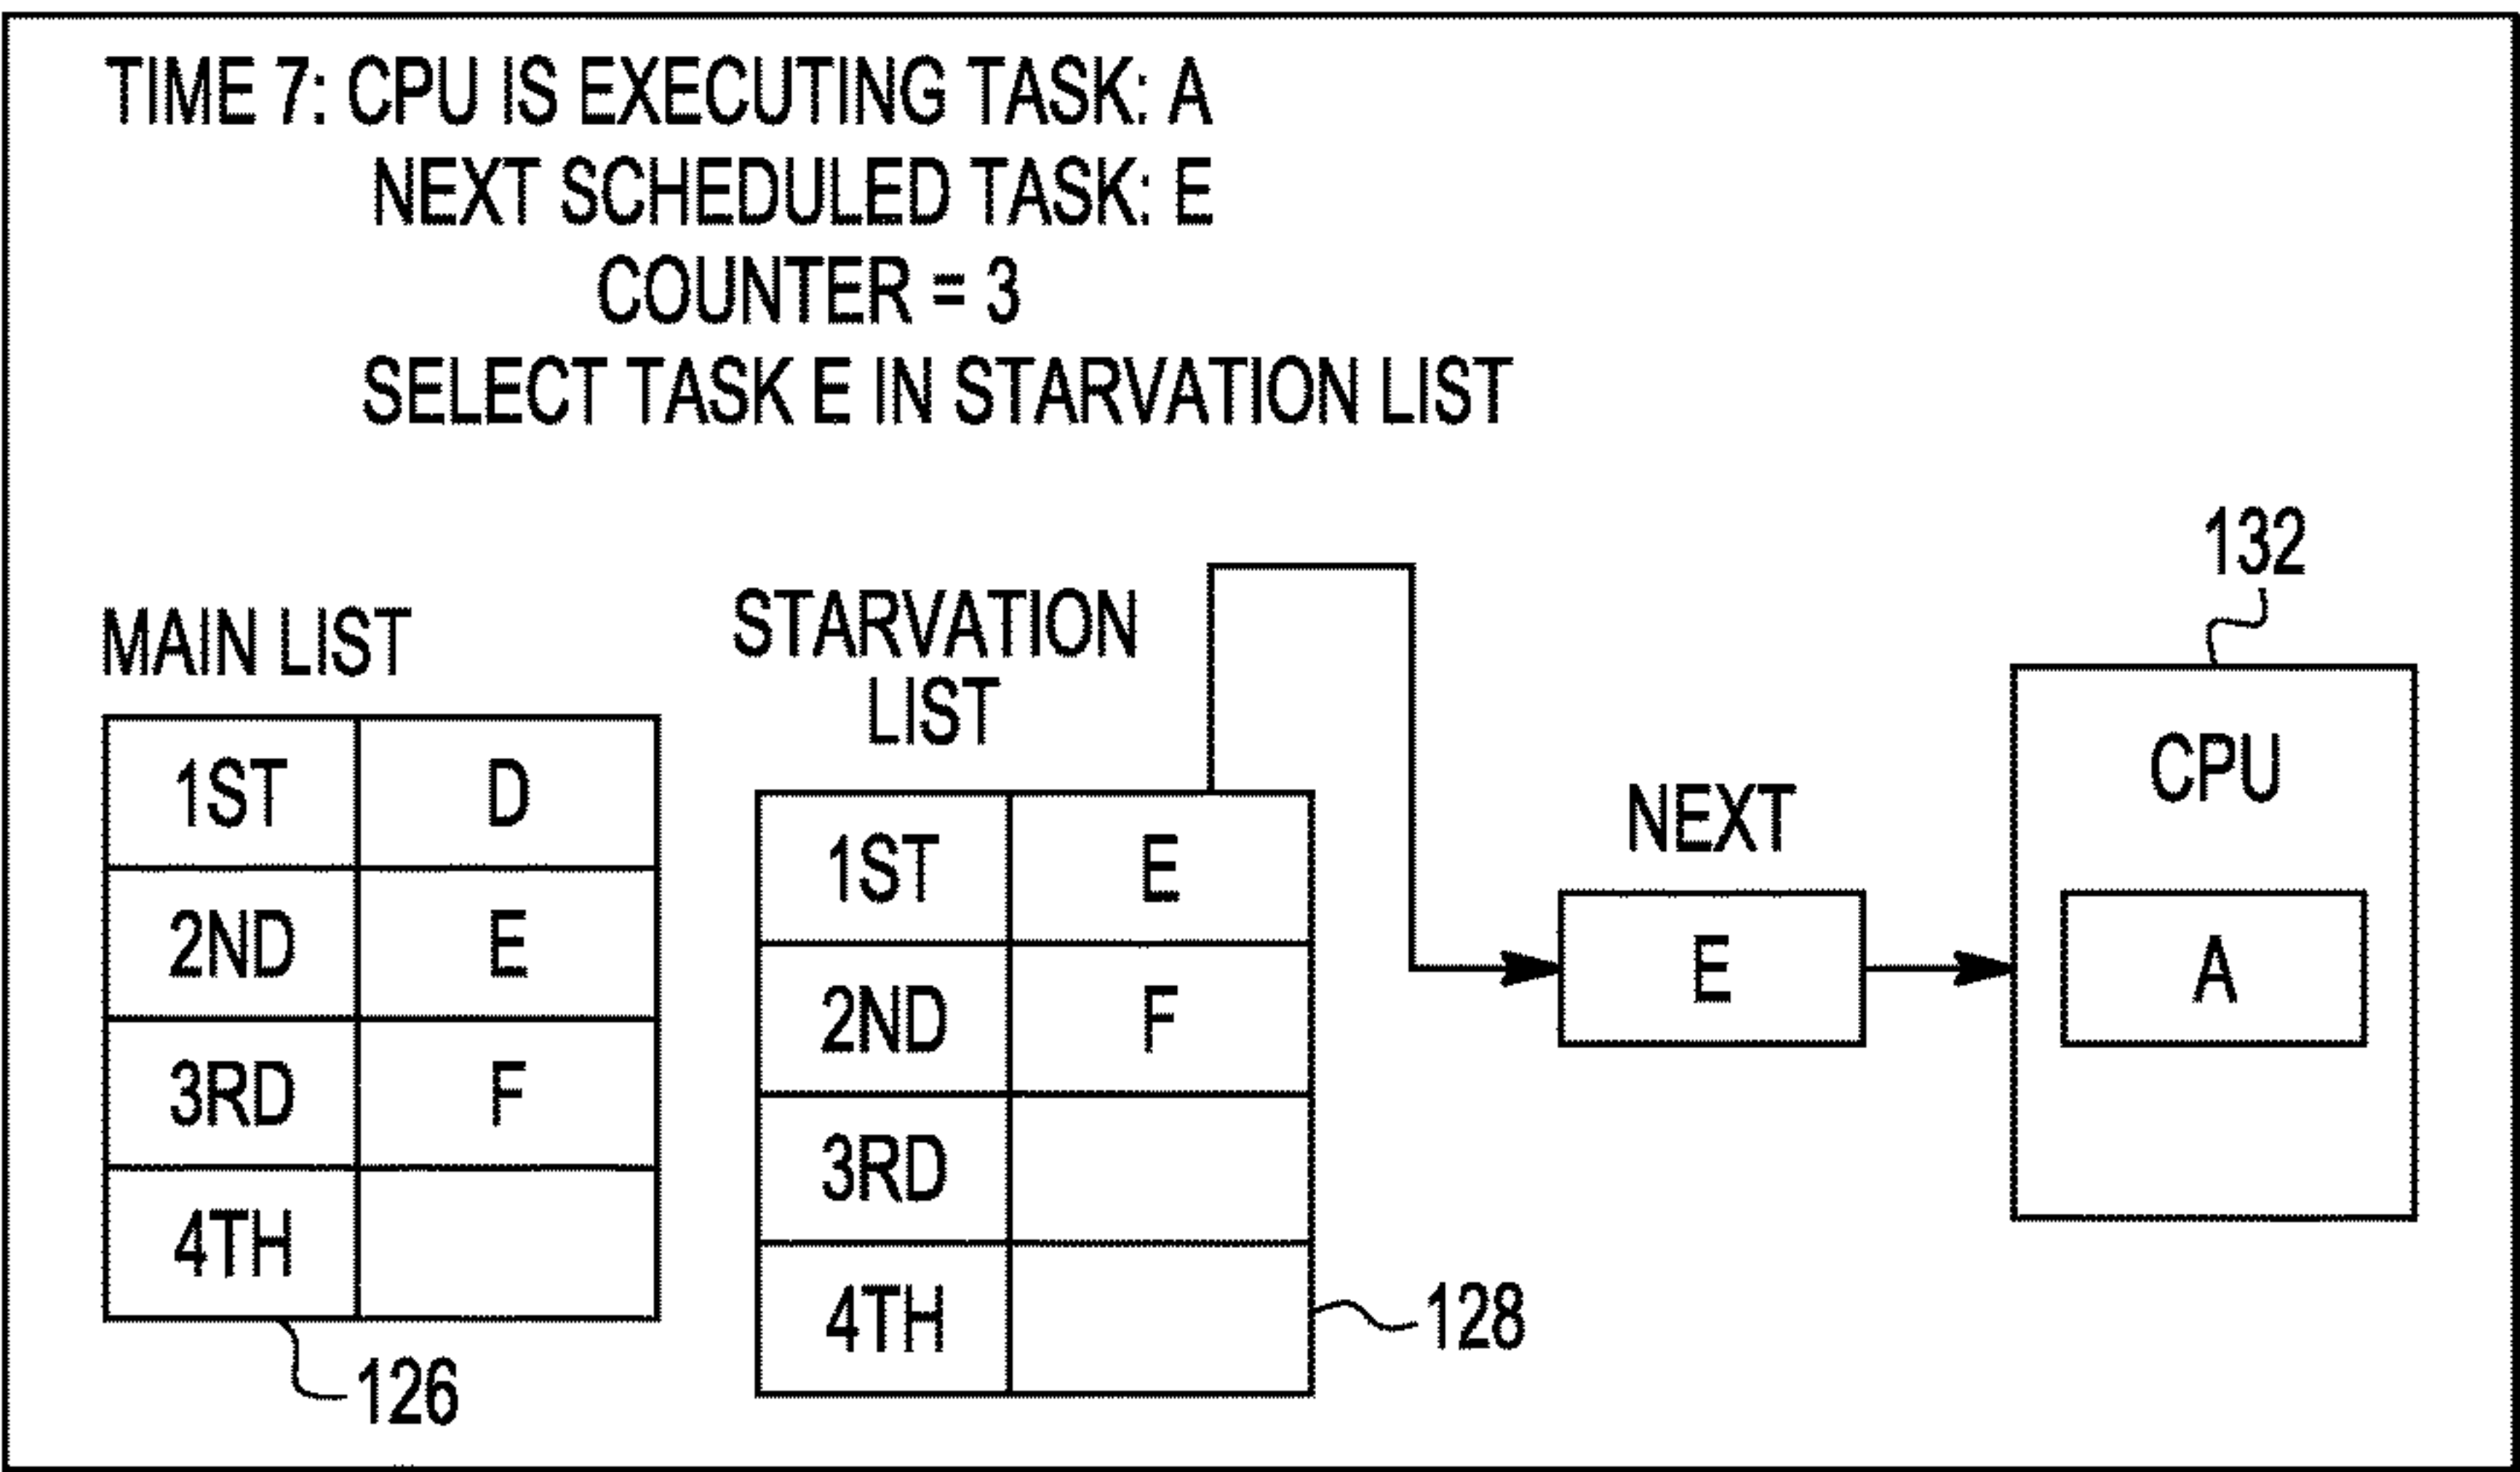 TIME 7: CPU IS EXECUTING TASK: A
NEXT SCHEDULED TASK: E
COUNTER = 3
SELECT TASK E IN STARVATION LIST
MAIN LIST
1ST D
2ND E
3RD F
4TH
126
STARVATION
LIST
1ST E
2ND F
3RD
4TH
128
NEXT
E
132
CPU
A